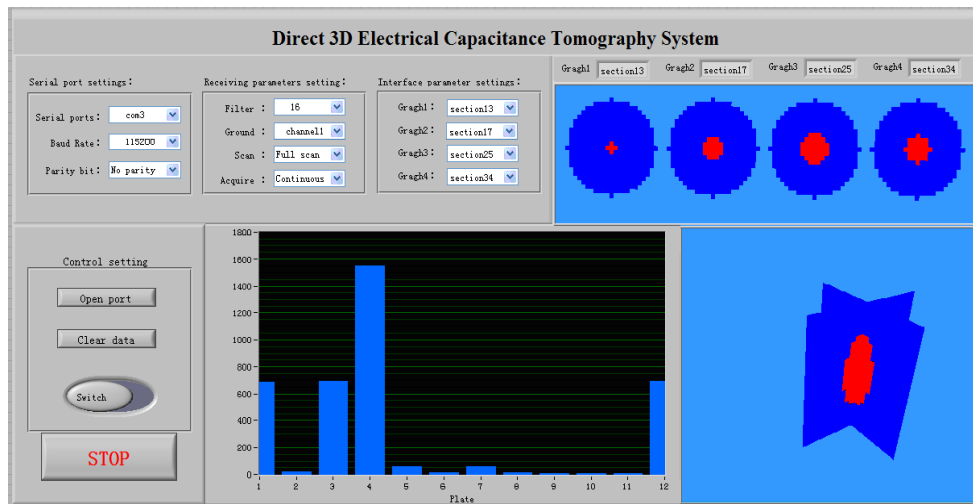 Direct 3D Electrical Capacitance Tomography System
Serial port settings:
Serial ports: com3
Baud Rate: 115200
Parity bit: No parity
Receiving parameters setting:
Filter : 16
Ground : channel1
Scan : Full scan
Acquire : Continuous
Interface parameter settings:
Gragh1: section13
Gragh2: section17
Gragh3: section25
Gragh4: section34
Gragh1 section13 Gragh2 section17 Gragh3 section25 Gragh4 section34
Control setting
Open port
Clear data
Switch
STOP
1800
1600
1400
1200
1000
800
600
400
200
0
1 2 3 4 5 6 7 8 9 10 11 12
Plate